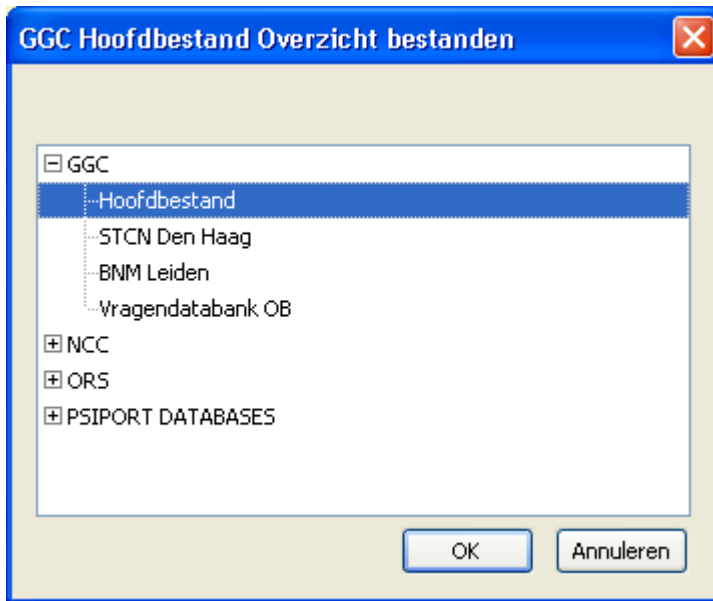 GGC Hoofdbestand Overzicht bestanden
GGC
Hoofdbestand
STCN Den Haag
BNM Leiden
Vragendatabank OB
NCC
ORS
PSIPORT DATABASES
OK
Annuleren